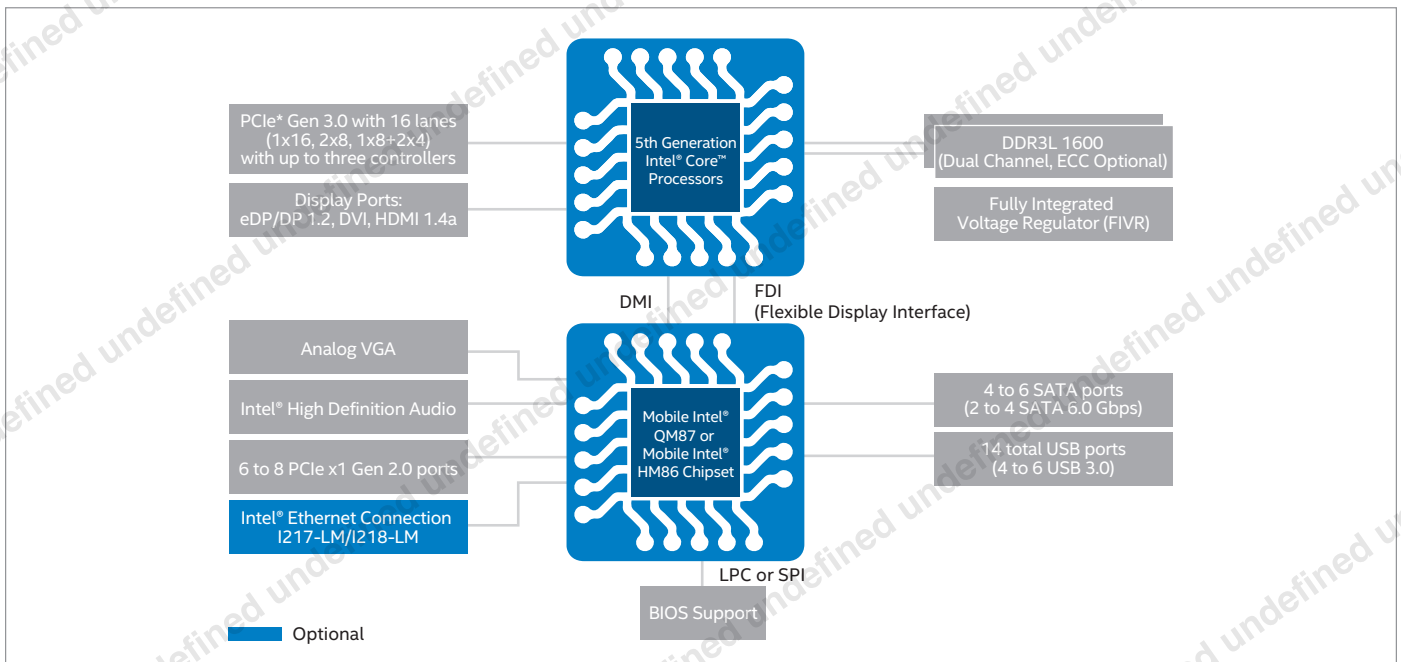 PCIe* Gen 3.0 with 16 lanes
(1x16, 2x8, 1x8+2x4)
with up to three controllers
Display Ports:
eDP/DP 1.2, DVI, HDMI 1.4a
5th Generation
Intel® Core™
Processors
DDR3L 1600
(Dual Channel, ECC Optional)
Fully Integrated
Voltage Regulator (FIVR)
DMI
FDI
(Flexible Display Interface)
Analog VGA
Intel® High Definition Audio
6 to 8 PCIe x1 Gen 2.0 ports
Intel® Ethernet Connection
I217-LM/I218-LM
Mobile Intel®
QM87 or
Mobile Intel®
HM86 Chipset
4 to 6 SATA ports
(2 to 4 SATA 6.0 Gbps)
14 total USB ports
(4 to 6 USB 3.0)
LPC or SPI
BIOS Support
Optional
undefined undefined undefined undefined